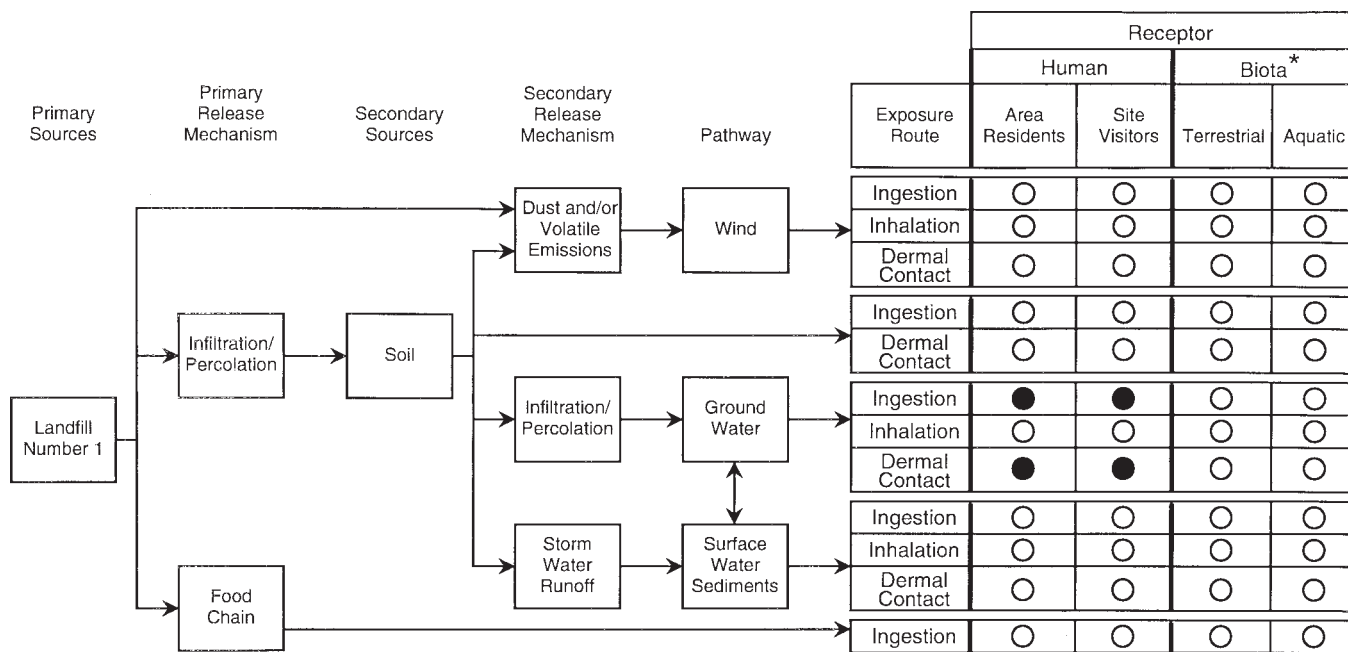 Receptor
Human
Biota*
Primary
Sources
Primary
Release
Mechanism
Secondary
Sources
Secondary
Release
Mechanism
Pathway
Exposure
Route
Area
Residents
Site
Visitors
Terrestrial
Aquatic
Dust and/or
Volatile
Emissions
Wind
Ingestion
Inhalation
Dermal
Contact
Infiltration/
Percolation
Soil
Ingestion
Dermal
Contact
Landfill
Number 1
Infiltration/
Percolation
Ground
Water
Ingestion
Inhalation
Dermal
Contact
Storm
Water
Runoff
Surface
Water
Sediments
Ingestion
Inhalation
Dermal
Contact
Food
Chain
Ingestion